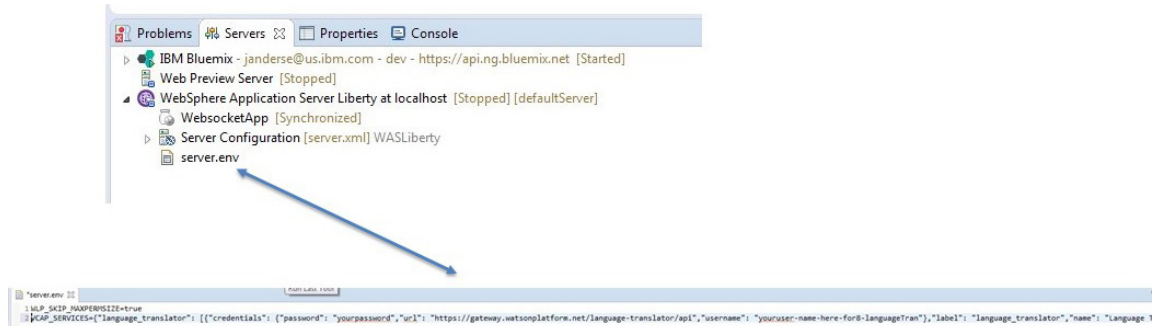 Problems Servers Properties Console
IBM Bluemix - janderse@us.ibm.com - dev - https://api.ng.bluemix.net [Started]
Web Preview Server [Stopped]
WebSphere Application Server Liberty at localhost [Stopped] [defaultServer]
WebsocketApp [Synchronized]
Server Configuration [server.xml] WASLiberty
server.env
Run Last Tool
*server.env
1 WLP_SKIP_MAXPERMSIZE=true
2 VCAP_SERVICES={"language_translator": [{"credentials": {"password": "yourpassword","url": "https://gateway.watsonplatform.net/language-translator/api","username": "youruser-name-here-for8-languageTran"},"label": "language_translator","name": "Language T